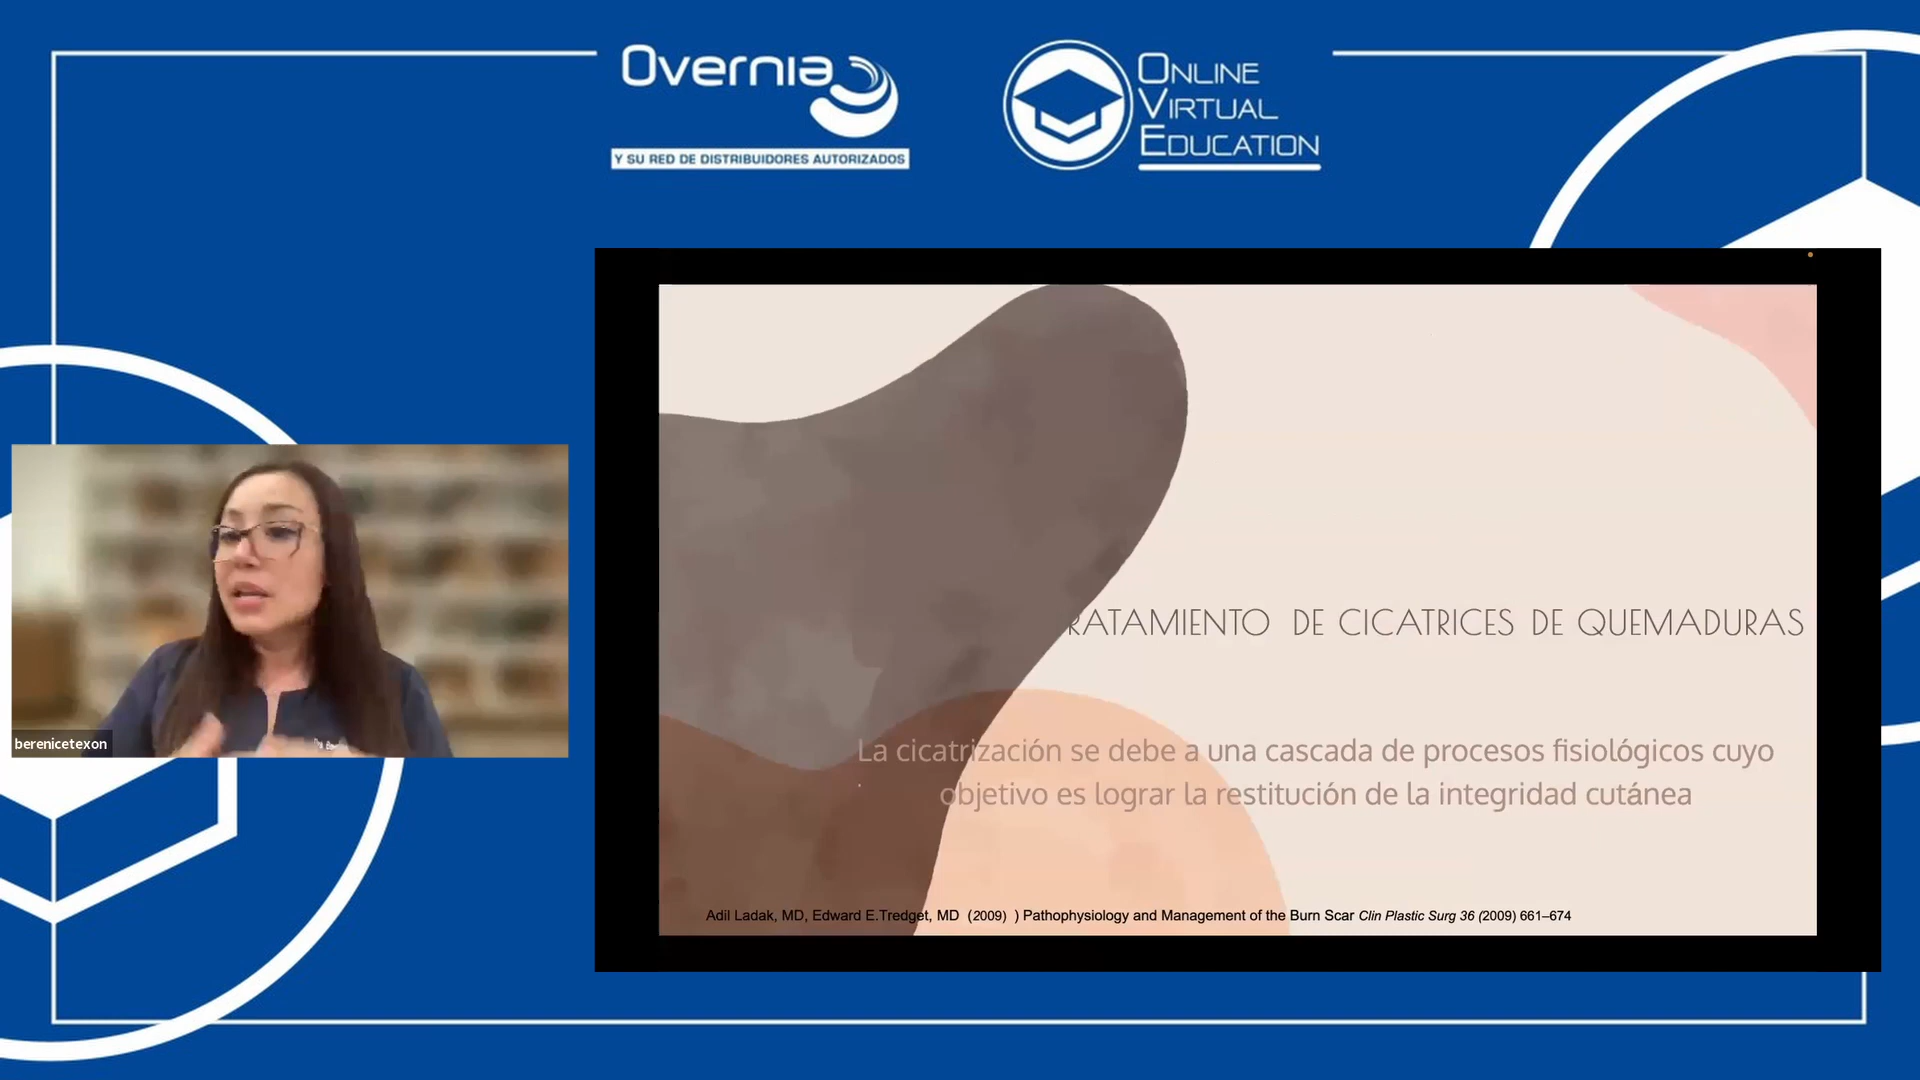 Overnia
Y SU RED DE DISTRIBUIDORES AUTORIZADOS
ONLINE
VIRTUAL
EDUCATION
RATAMIENTO DE CICATRICES DE QUEMADURAS
La cicatrización se debe a una cascada de procesos fisiológicos cuyo
objetivo es lograr la restitución de la integridad cutánea
Adil Ladak, MD, Edward E.Tredget, MD (2009) ) Pathophysiology and Management of the Burn Scar Clin Plastic Surg 36 (2009) 661–674
berenicetexon